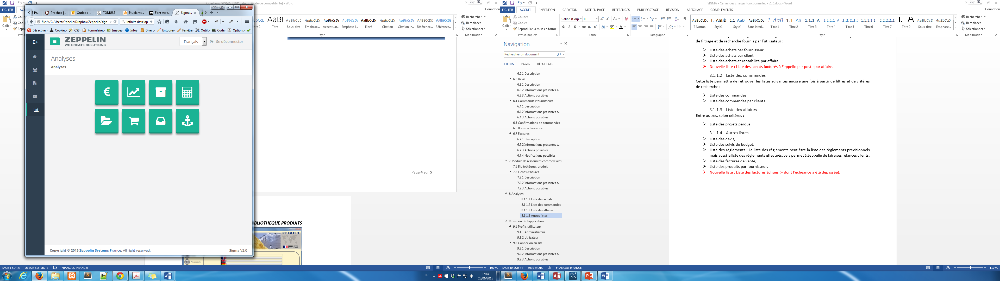 Questions_SIGMA_210415.docx [Mode de compatibilité] - Word
SIGMA - Cahier des charges fonctionnelles - v1.0.docx - Word
FICHIER
Connexion
FICHIER ACCUEIL INSERTION CRÉATION MISE EN PAGE RÉFÉRENCES PUBLIPOSTAGE RÉVISION AFFICHAGE COMPLÉMENTS
Connexion
Prochoc |... Outlook ... TOMUSS Etudiants... Font Awe... Sigma...
file:///C:/Users/Ophelie/Dropbox/Zeppelin/sign
infinite develop
Désactiver Cookies CSS Formulaires Images Infos Divers Entourer Fenêtre Outils Code Options
Coller
Titre Sous-titre Emphase... Accentuat... Emphase i... Élevé Citation Citation in... Référence... Référence...
Style
Rechercher
Remplacer
Sélectionner
Modification
Coller
Couper
Copier
Reproduire la mise en forme
Presse-papiers
Calibri (Corp 11
Police
Paragraphe
¶ Normal Style1 Style4 Sans interl... Titre 1 Titre 2 Titre 3 Titre 4 Titre 5 Titre 6 Titre 7 Titre 0 Sous-titre Emphase...
Style
Rechercher
Remplacer
Sélectionner
Modification
Σ+
ZEPPELIN
WE CREATE SOLUTIONS
Français
Se déconnecter
Analyses
Analyses
Copyright © 2015 Zeppelin Systems France. All right reserved.
Sigma V2.0
Page 4 sur 5
BLIOTHEQUE PRODUITS
REIMELT
Navigation
Rechercher un document
TITRES PAGES RÉSULTATS
6.2.1 Description
6.3 Devis
6.3.1 Description
6.3.2 Informations présentes s...
6.3.3 Actions possibles
6.4 Commandes fournisseurs
6.4.1 Description
6.4.2 Informations présentes s...
6.4.3 Actions possibles
6.5 Confirmations de commandes
6.6 Bons de livraisons
6.7 Factures
6.7.1 Description
6.7.2 Informations présentes s...
6.7.3 Actions possibles
6.7.4 Notifications possibles
7 Module de ressources commerciales
7.1 Bibliothèques produit
7.2 Fiches d'heures
7.2.1 Description
7.2.2 Informations présentes s...
7.2.3 Actions possibles
8 Analyses
8.1.1.1 Liste des achats
8.1.1.2 Liste des commandes
8.1.1.3 Liste des affaires
8.1.1.4 Autres listes
9 Gestion de l'application
9.1 Profils utilisateur
9.1.1 Administrateur
9.1.2 Utilisateur
9.2 Connexion au site
9.2.1 Description
9.2.2 Informations présentes s...
9.2.3 Actions possibles
de filtrage et de recherche fournis par l'utilisateur :
Liste des achats par fournisseur
Liste des achats par client
Liste des achats et rentabilité par affaire
Nouvelle liste : Liste des achats facturés à Zeppelin par poste par affaire.
8.1.1.2 Liste des commandes
Cette liste permettra de retrouver les listes suivantes encore une fois à partir de filtres et de critères
de recherche :
Liste des commandes
Liste des commandes par clients
8.1.1.3 Liste des affaires
Entre autres, selon critères :
Liste des projets perdus
8.1.1.4 Autres listes
Liste des devis,
Liste des suivis de budget,
Liste des règlements : La liste des règlements peut être la liste des règlements prévisionnels
mais aussi la liste des règlements effectués, cela permet à Zeppelin de faire ses relances clients.
Liste des factures de vente,
Liste des produits par fournisseur,
Nouvelle liste : Liste des factures échues (= dont l'échéance a été dépassée).
PAGE 3 SUR 5 26 SUR 313 MOTS FRANÇAIS (FRANCE)
100 %
PAGE 40 SUR 44 8091 MOTS FRANÇAIS (FRANCE)
110 %
FR
15:47
25/06/2015